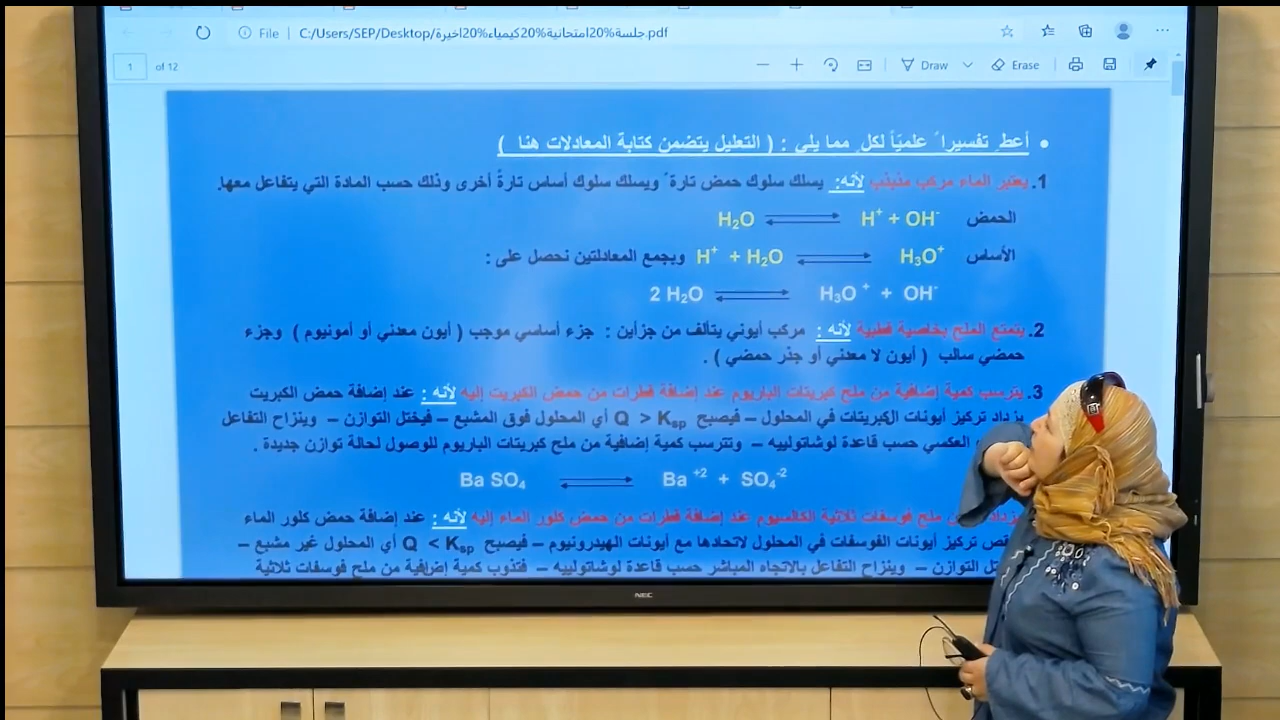 File C:/Users/SEP/Desktop/جلسة%20امتحانية%20كيمياء%20اخيرة.pdf
1 of 12 Draw Erase
• أعطِ تفسيراً علميّاً لكلٍ مما يلي : ( التعليل يتضمن كتابة المعادلات هنا )
1. يعتبر الماء مركب مذبذب لأنه: يسلك سلوك حمض تارةً ويسلك سلوك أساس تارةً أخرى وذلك حسب المادة التي يتفاعل معها.
الحمض H₂O ⇌ H⁺ + OH⁻
الأساس H⁺ + H₂O ⇌ H₃O⁺ وبجمع المعادلتين نحصل على :
2 H₂O ⇌ H₃O⁺ + OH⁻
2. يتمتع الملح بخاصية قطبية لأنه : مركب أيوني يتألف من جزأين : جزء أساسي موجب ( أيون معدني أو أمونيوم ) وجزء
حمضي سالب ( أيون لا معدني أو جذر حمضي ) .
3. يترسب كمية إضافية من ملح كبريتات الباريوم عند إضافة قطرات من حمض الكبريت إليه لأنه : عند إضافة حمض الكبريت
يزداد تركيز أيونات الكبريتات في المحلول – فيصبح Q > Ksp أي المحلول فوق المشبع – فيختل التوازن – وينزاح التفاعل
العكسي حسب قاعدة لوشاتولييه – وتترسب كمية إضافية من ملح كبريتات الباريوم للوصول لحالة توازن جديدة .
Ba SO₄ ⇌ Ba⁺² + SO₄⁻²
ملح فوسفات ثلاثية الكالسيوم عند إضافة قطرات من حمض كلور الماء إليه لأنه : عند إضافة حمض كلور الماء
تركيز أيونات الفوسفات في المحلول لاتحادها مع أيونات الهيدرونيوم – فيصبح Q < Ksp أي المحلول غير مشبع –
التوازن – وينزاح التفاعل بالاتجاه المباشر حسب قاعدة لوشاتولييه – فتذوب كمية إضافية من ملح فوسفات ثلاثية
NEC